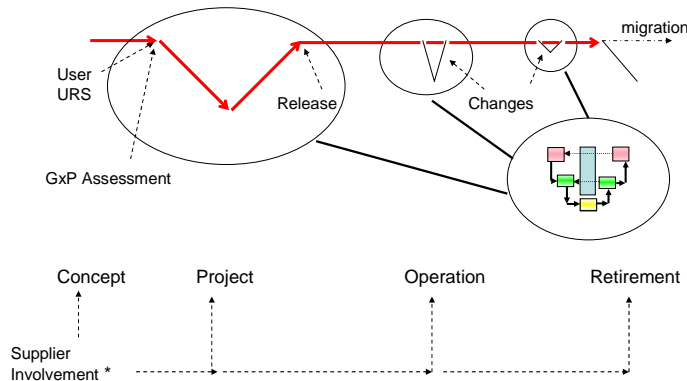 migration
User
URS
Release
Changes
GxP Assessment
Concept
Project
Operation
Retirement
Supplier
Involvement *